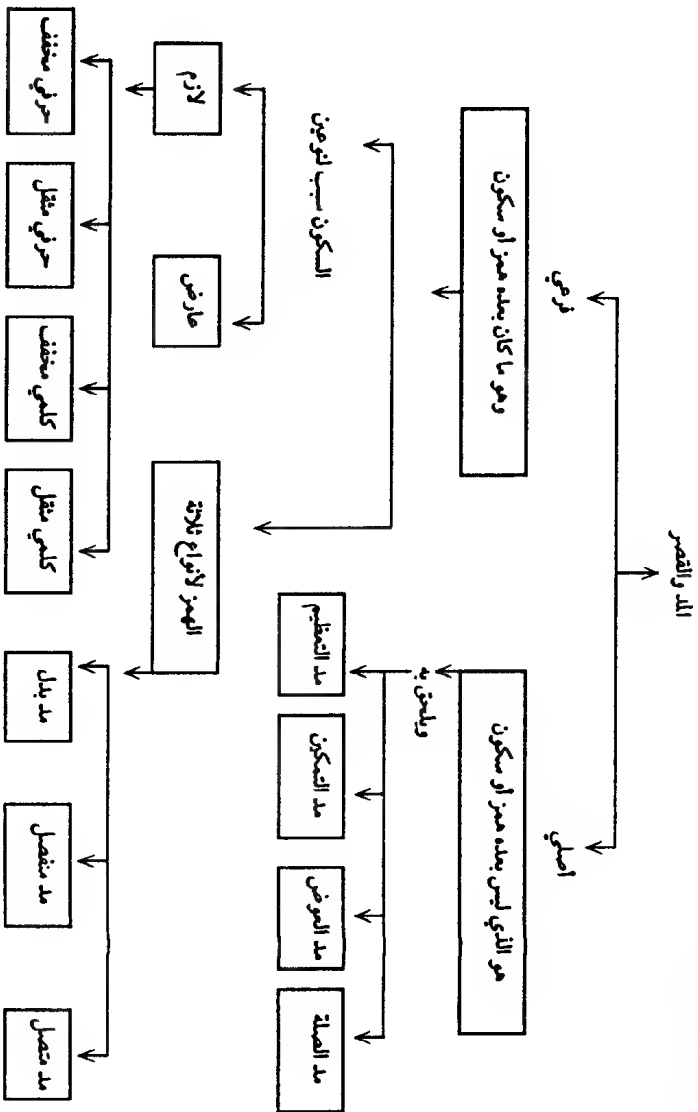 المد والقصر
أصلي
هو الذي ليس بعده همز أو سكون
ويلحق به
مد الصلة
مد العوض
مد التمكين
مد التعظيم
فرعي
وهو ما كان بعده همز أو سكون
الهمز لأنواع ثلاثة
مد متصل
مد منفصل
مد بدل
السكون سبب لنوعين
عارض
لازم
كلمي مثقل
كلمي مخفف
حرفي مثقل
حرفي مخفف